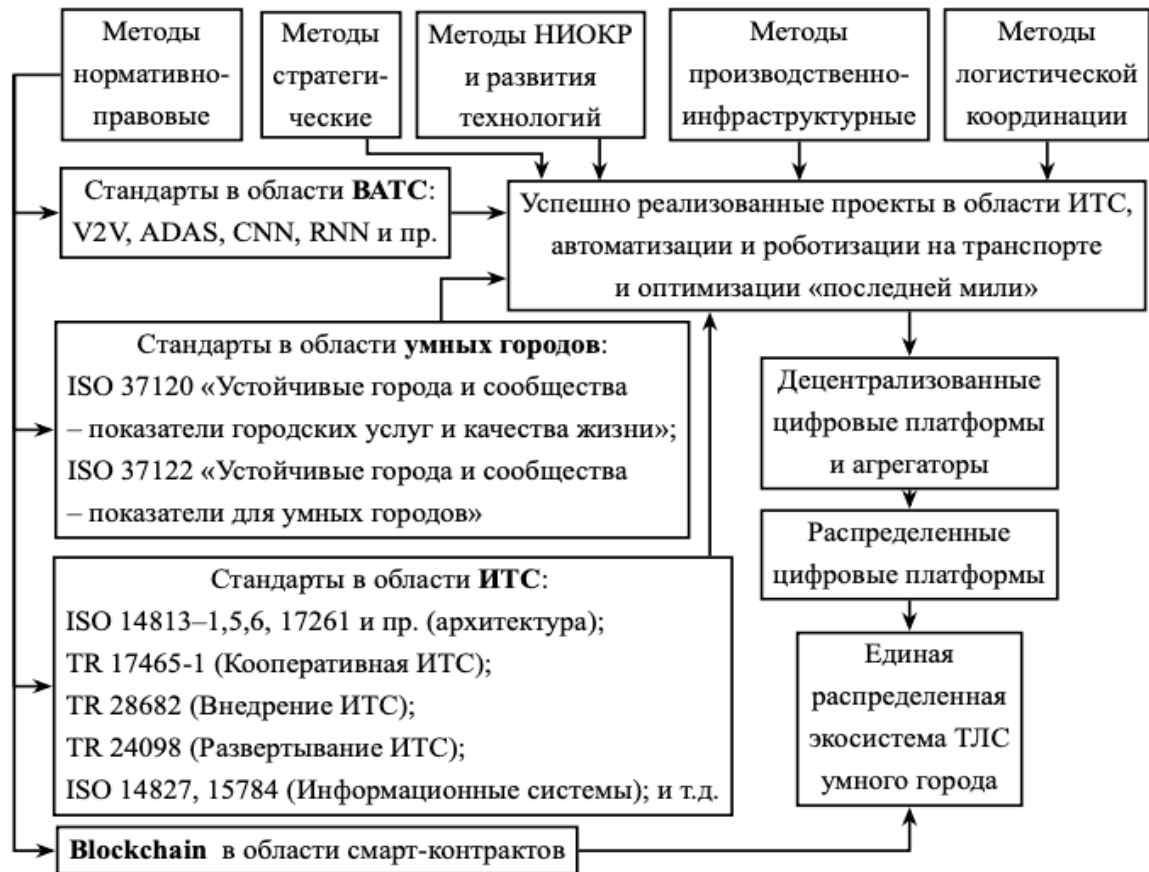 Методы
нормативно-
правовые
Методы
стратеги-
ческие
Методы НИОКР
и развития
технологий
Методы
производственно-
инфраструктурные
Методы
логистической
координации
Стандарты в области ВАТС:
V2V, ADAS, CNN, RNN и пр.
Успешно реализованные проекты в области ИТС,
автоматизации и роботизации на транспорте
и оптимизации «последней мили»
Стандарты в области умных городов:
ISO 37120 «Устойчивые города и сообщества
– показатели городских услуг и качества жизни»;
ISO 37122 «Устойчивые города и сообщества
– показатели для умных городов»
Децентрализованные
цифровые платформы
и агрегаторы
Распределенные
цифровые платформы
Стандарты в области ИТС:
ISO 14813–1,5,6, 17261 и пр. (архитектура);
TR 17465-1 (Кооперативная ИТС);
TR 28682 (Внедрение ИТС);
TR 24098 (Развертывание ИТС);
ISO 14827, 15784 (Информационные системы); и т.д.
Единая
распределенная
экосистема ТЛС
умного города
Blockchain в области смарт-контрактов